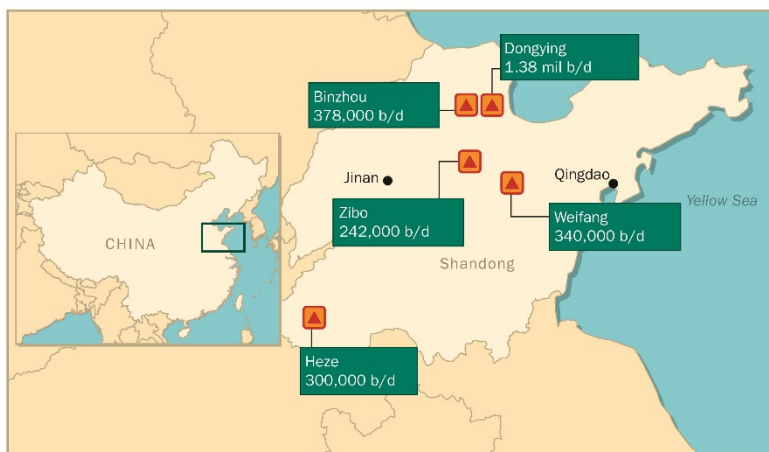 Dongying
1.38 mil b/d
Binzhou
378,000 b/d
Jinan
Qingdao
Yellow Sea
Zibo
242,000 b/d
Weifang
340,000 b/d
CHINA
Shandong
Heze
300,000 b/d